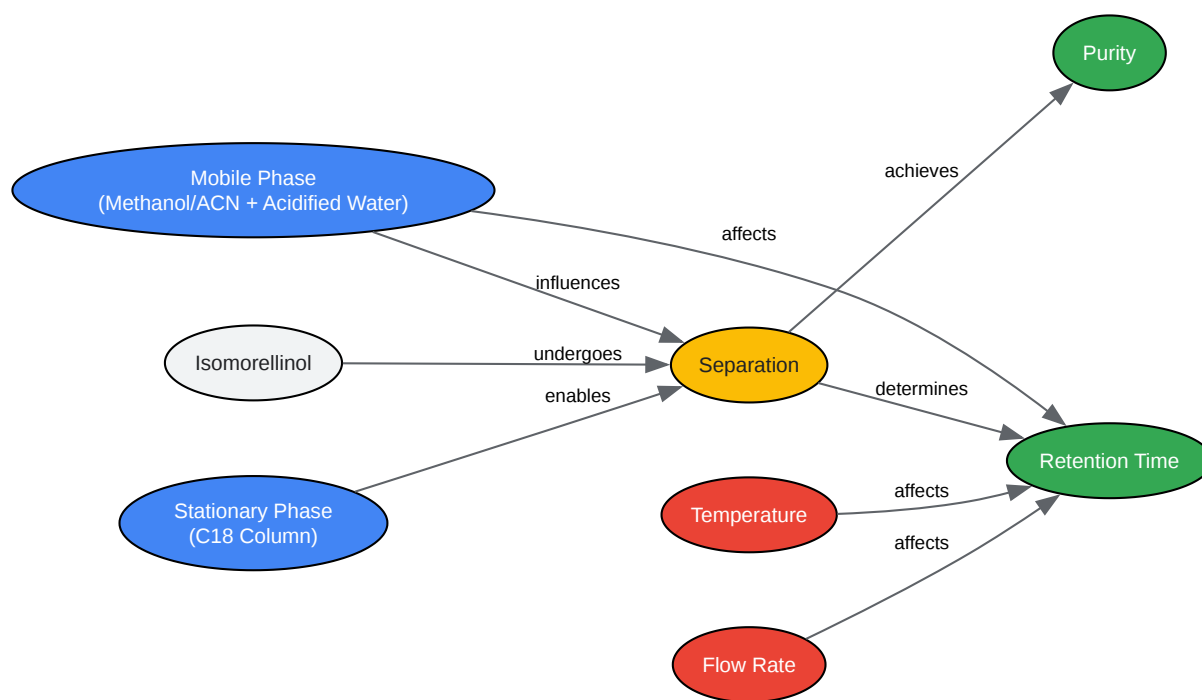 Purity
achieves
Mobile Phase
(Methanol/ACN + Acidified Water)
affects
influences
Isomorellinol
undergoes
Separation
enables
determines
Retention Time
Stationary Phase
(C18 Column)
Temperature
affects
affects
Flow Rate